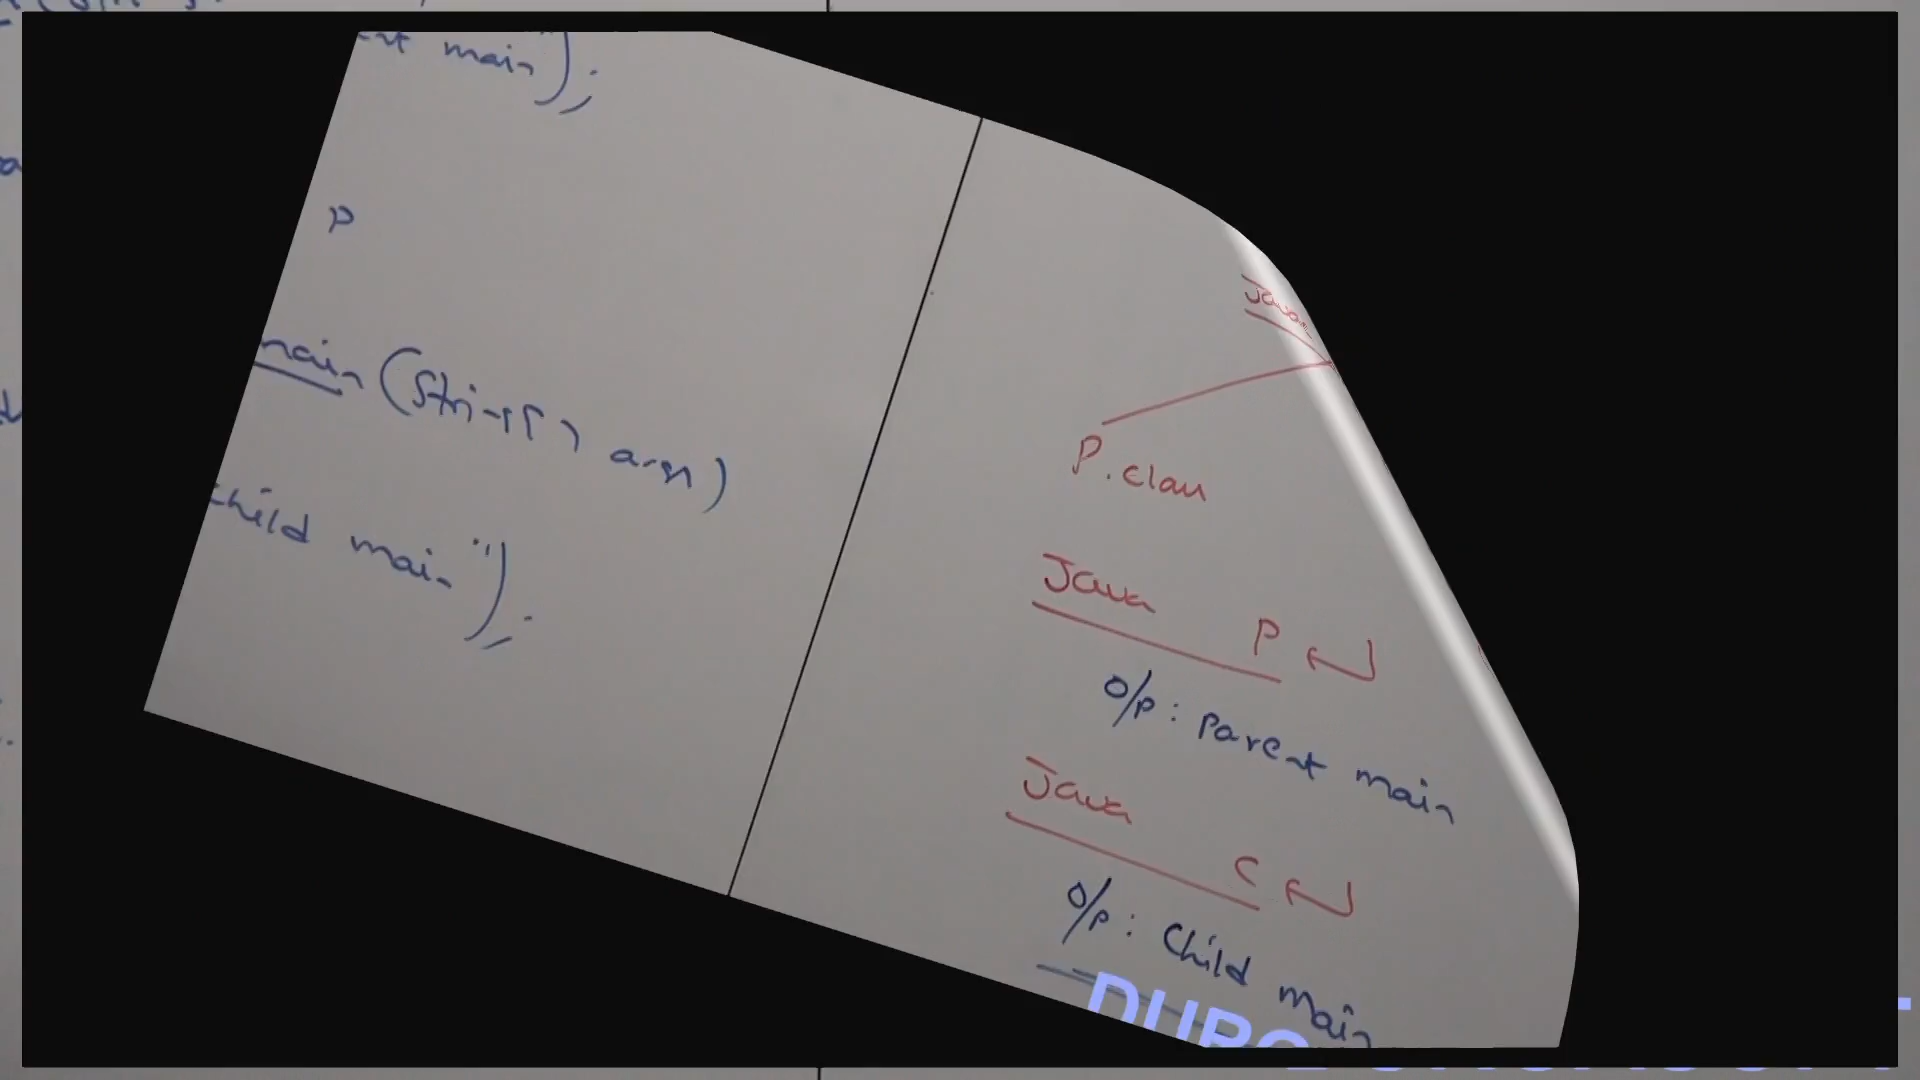 main");
P
main (String[] args)
child main");
Java
P.class
Java P ↵
o/p: Parent main
Java C ↵
o/p: Child main